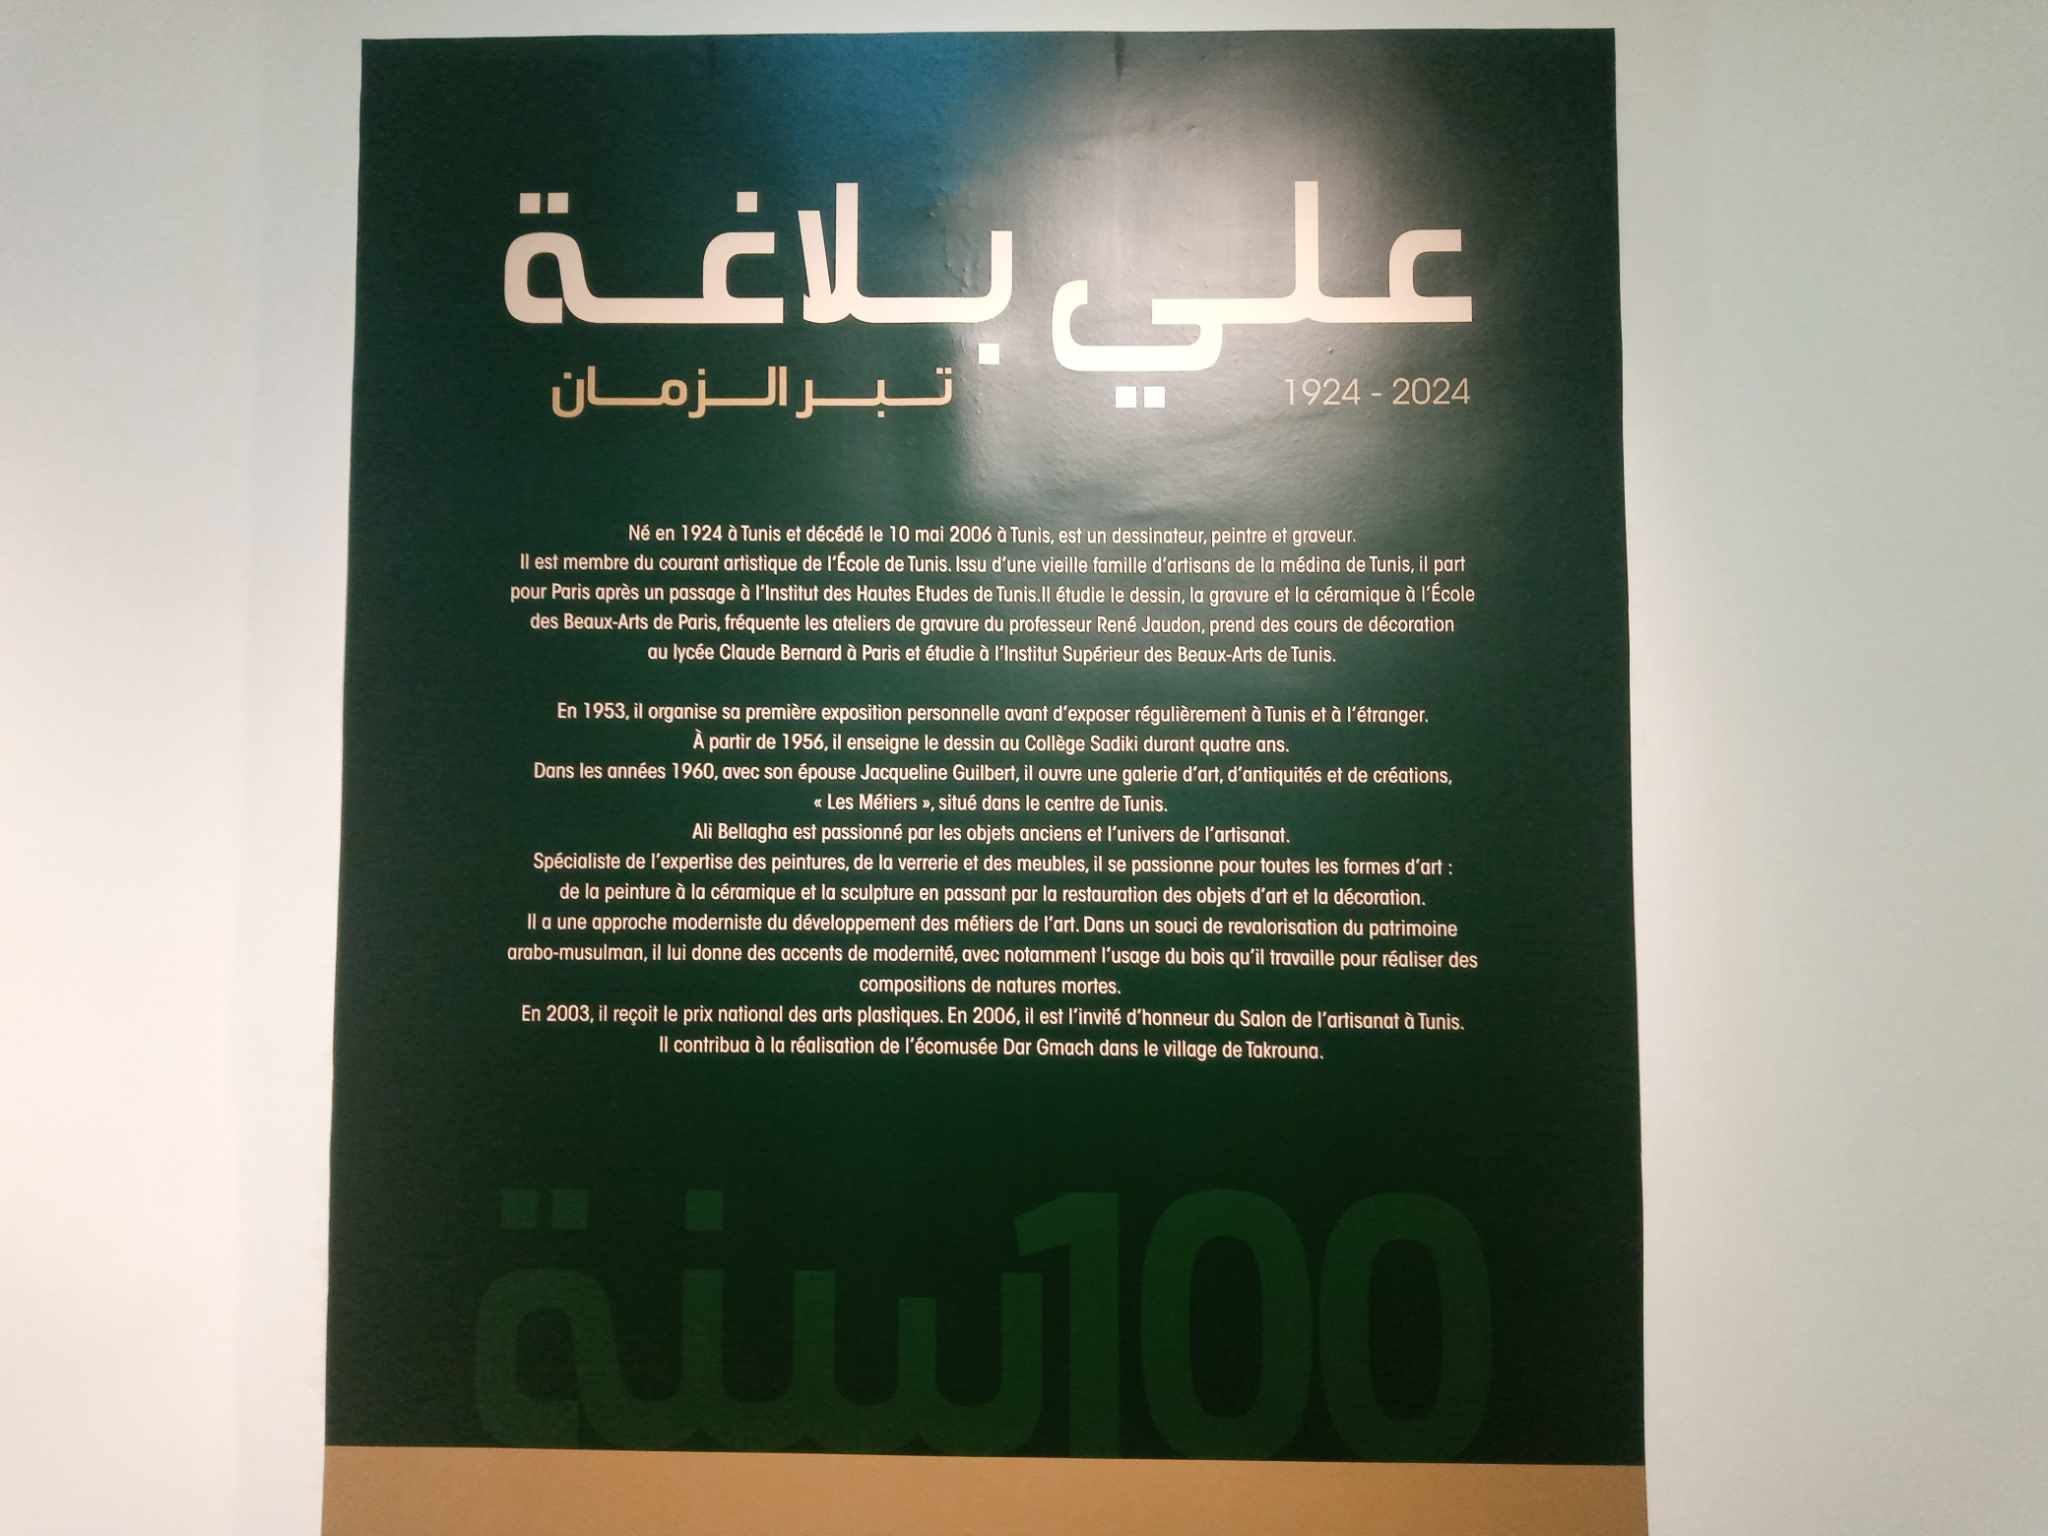 علي بلاغة
1924 - 2024
تبر الزمان
Né en 1924 à Tunis et décédé le 10 mai 2006 à Tunis, est un dessinateur, peintre et graveur.
Il est membre du courant artistique de l'École de Tunis. Issu d'une vieille famille d'artisans de la médina de Tunis, il part
pour Paris après un passage à l'Institut des Hautes Etudes de Tunis.Il étudie le dessin, la gravure et la céramique à l'École
des Beaux-Arts de Paris, fréquente les ateliers de gravure du professeur René Jaudon, prend des cours de décoration
au lycée Claude Bernard à Paris et étudie à l'Institut Supérieur des Beaux-Arts de Tunis.
En 1953, il organise sa première exposition personnelle avant d'exposer régulièrement à Tunis et à l'étranger.
À partir de 1956, il enseigne le dessin au Collège Sadiki durant quatre ans.
Dans les années 1960, avec son épouse Jacqueline Guilbert, il ouvre une galerie d'art, d'antiquités et de créations,
« Les Métiers », situé dans le centre de Tunis.
Ali Bellagha est passionné par les objets anciens et l'univers de l'artisanat.
Spécialiste de l'expertise des peintures, de la verrerie et des meubles, il se passionne pour toutes les formes d'art :
de la peinture à la céramique et la sculpture en passant par la restauration des objets d'art et la décoration.
Il a une approche moderniste du développement des métiers de l'art. Dans un souci de revalorisation du patrimoine
arabo-musulman, il lui donne des accents de modernité, avec notamment l'usage du bois qu'il travaille pour réaliser des
compositions de natures mortes.
En 2003, il reçoit le prix national des arts plastiques. En 2006, il est l'invité d'honneur du Salon de l'artisanat à Tunis.
Il contribua à la réalisation de l'écomusée Dar Gmach dans le village de Takrouna.
100 سنة